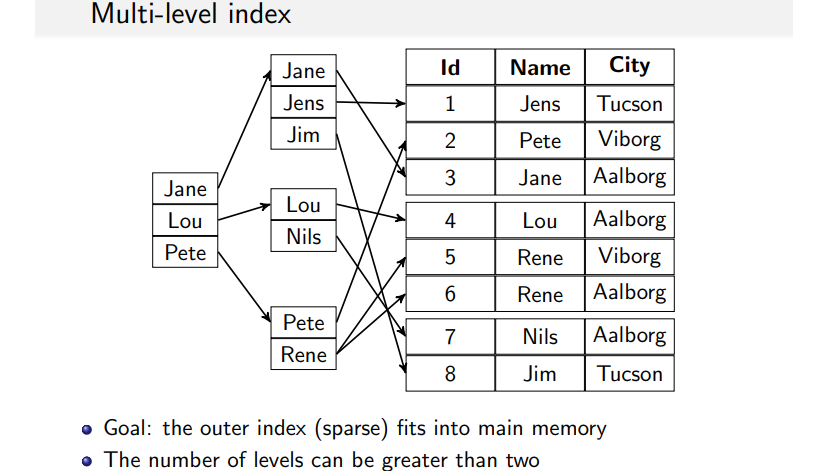 Multi-level index
Jane
Lou
Pete
Jane
Jens
Jim
Lou
Nils
Pete
Rene
Id Name City
1 Jens Tucson
2 Pete Viborg
3 Jane Aalborg
4 Lou Aalborg
5 Rene Viborg
6 Rene Aalborg
7 Nils Aalborg
8 Jim Tucson
Goal: the outer index (sparse) fits into main memory
The number of levels can be greater than two